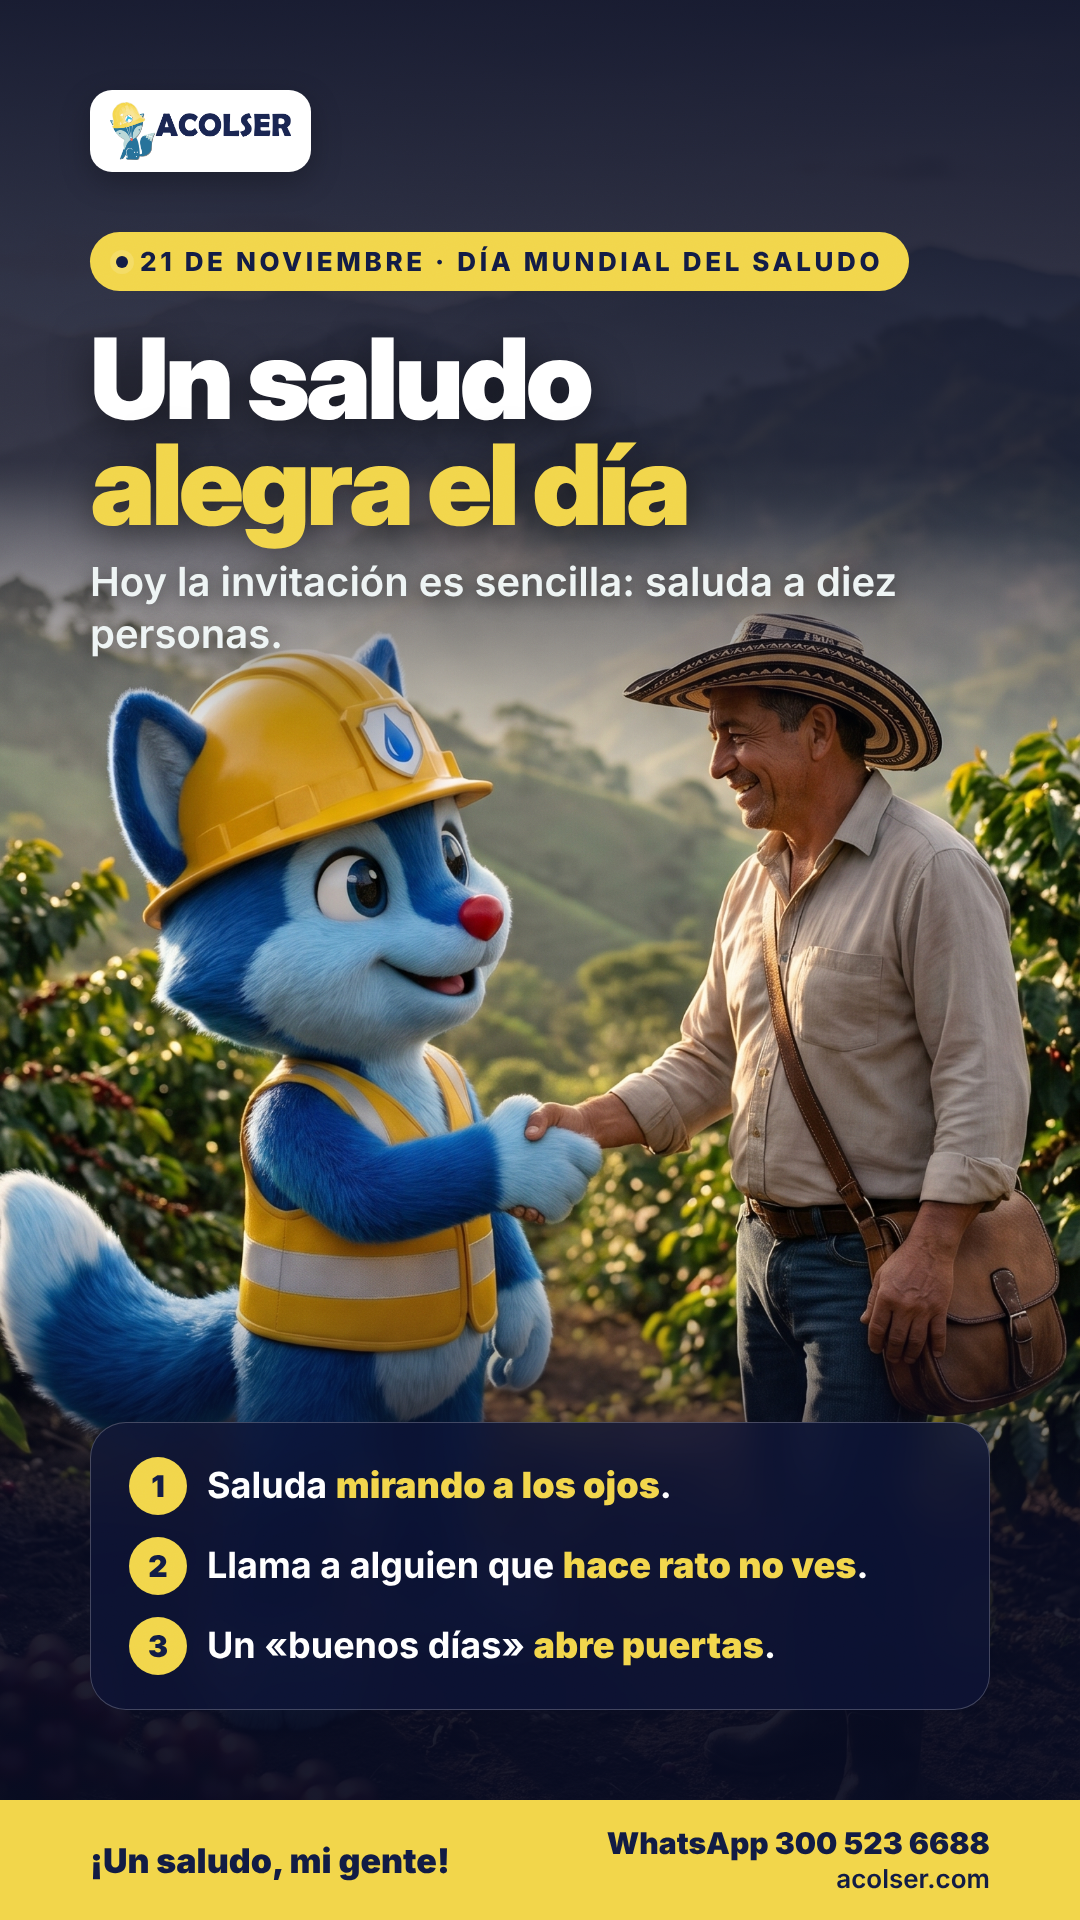 ACOLSER
21 DE NOVIEMBRE · DÍA MUNDIAL DEL SALUDO
Un saludo
alegra el día
Hoy la invitación es sencilla: saluda a diez
personas.
1 Saluda mirando a los ojos.
2 Llama a alguien que hace rato no ves.
3 Un «buenos días» abre puertas.
¡Un saludo, mi gente!
WhatsApp 300 523 6688
acolser.com